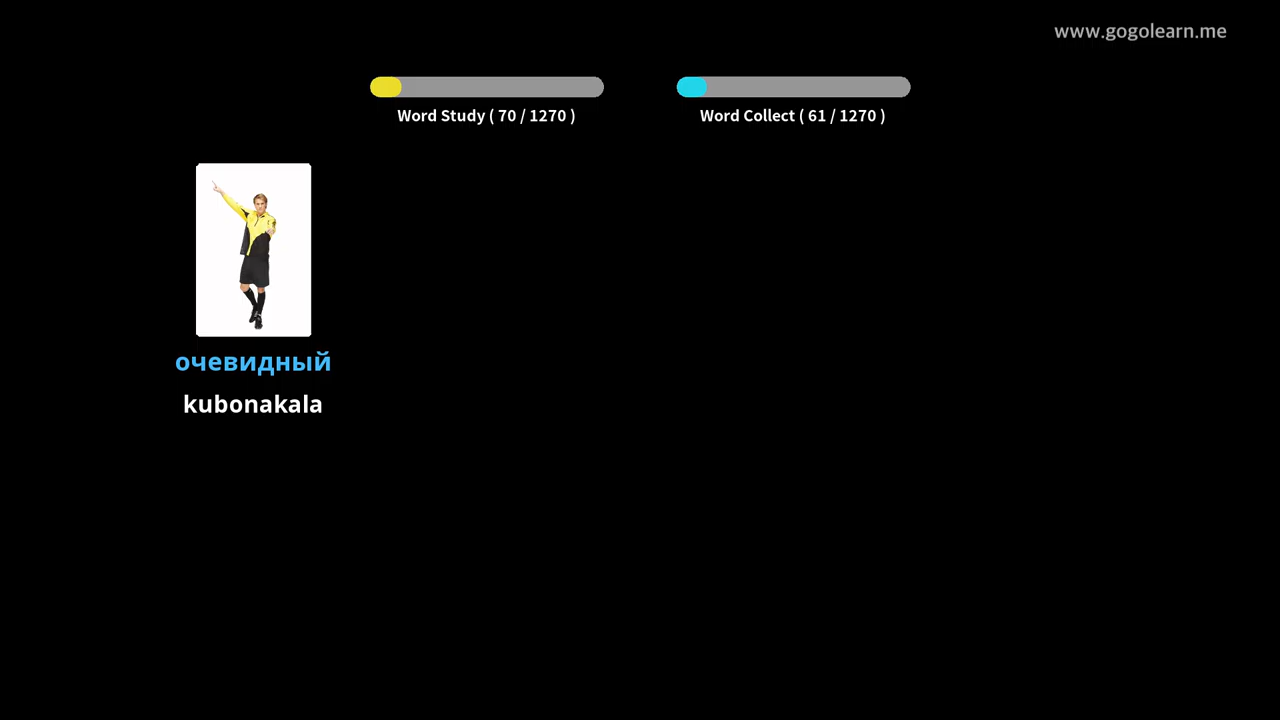 www.gogolearn.me
Word Study ( 70 / 1270 )
Word Collect ( 61 / 1270 )
очевидный
kubonakala